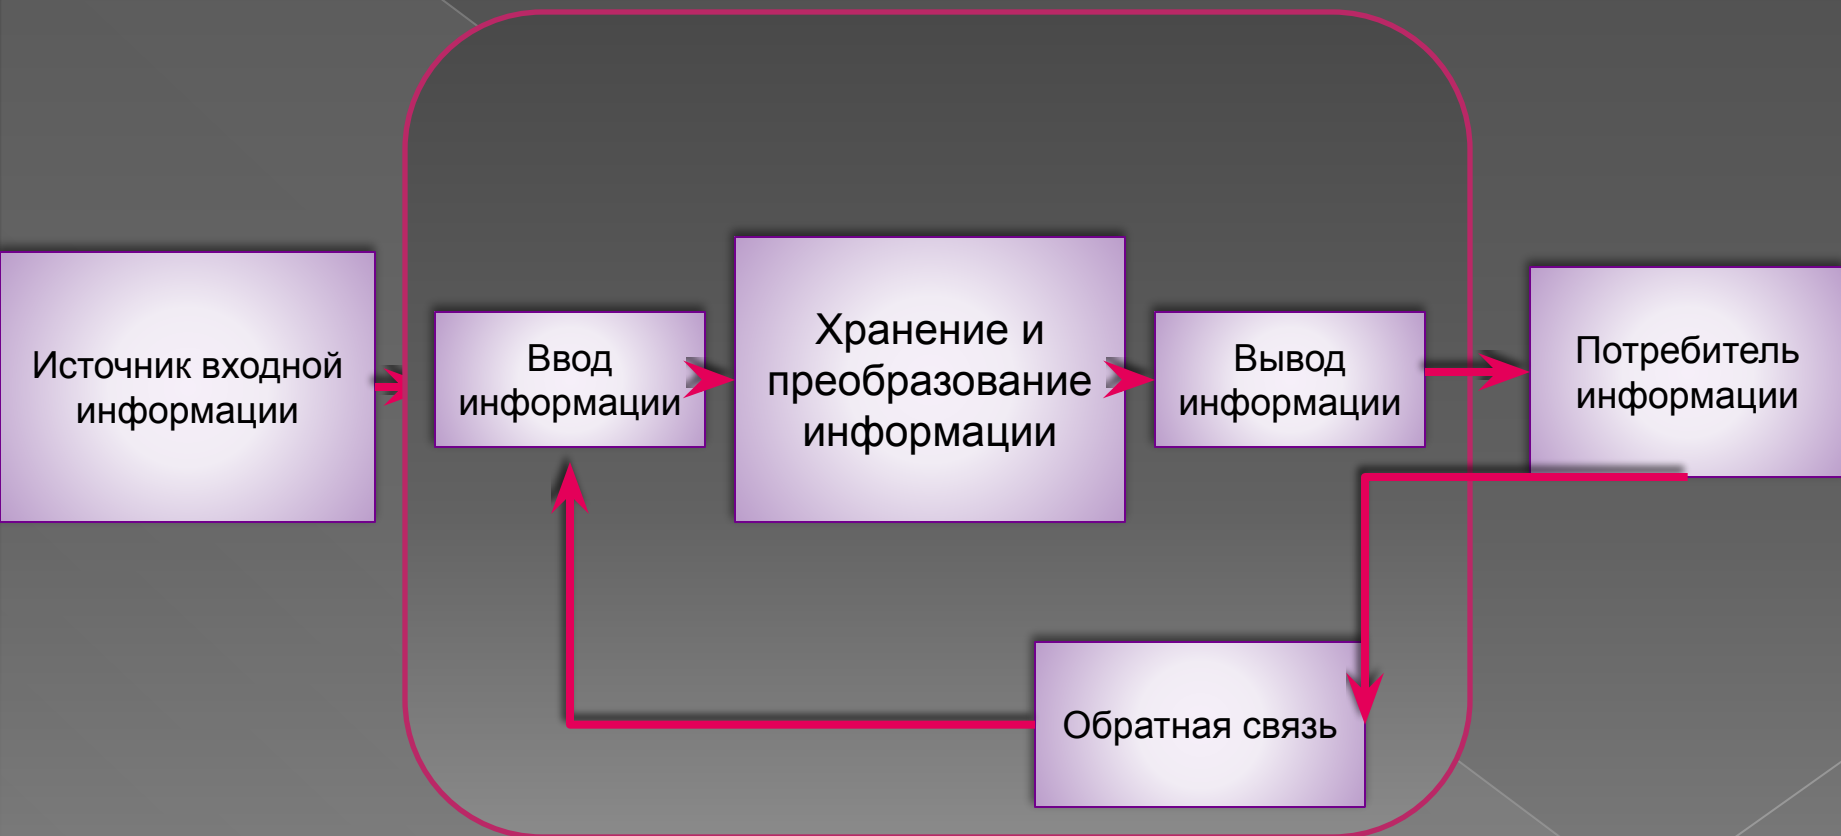 Источник входной
информации
Ввод
информации
Хранение и
преобразование
информации
Вывод
информации
Потребитель
информации
Обратная связь